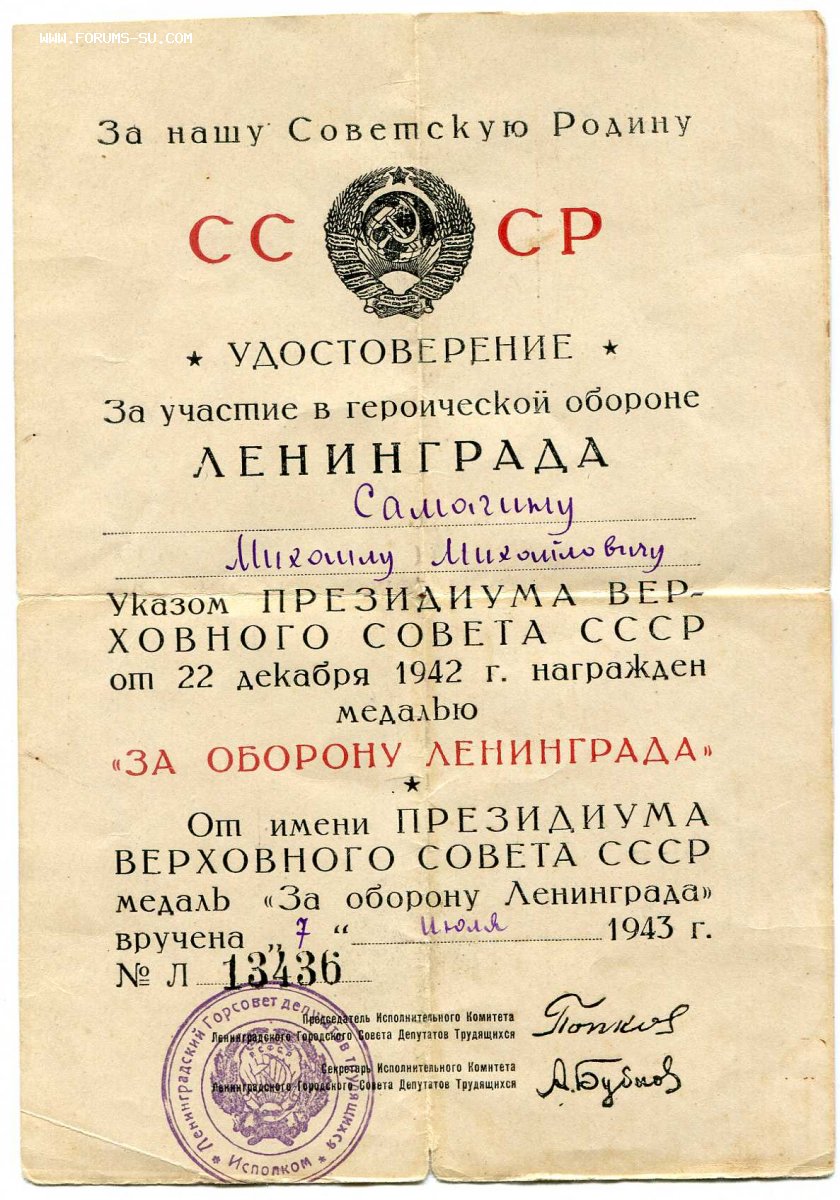 WWW.FORUMS-SU.COM
За нашу Советскую Родину
СС СР
★ УДОСТОВЕРЕНИЕ ★
За участие в героической обороне
ЛЕНИНГРАДА
Самочину
Михаилу Михайловичу
Указом ПРЕЗИДИУМА ВЕР-
ХОВНОГО СОВЕТА СССР
от 22 декабря 1942 г. награжден
медалью
«ЗА ОБОРОНУ ЛЕНИНГРАДА»
★
От имени ПРЕЗИДИУМА
ВЕРХОВНОГО СОВЕТА СССР
медаль «За оборону Ленинграда»
вручена „ 7 “ июля 1943 г.
№ Л 13436
Председатель Исполнительного Комитета
Ленинградского Городского Совета Депутатов Трудящихся
Попков
Секретарь Исполнительного Комитета
Ленинградского Городского Совета Депутатов Трудящихся
А.Бубнов
Ленинградский Горсовет депутатов трудящихся
★ Исполком ★